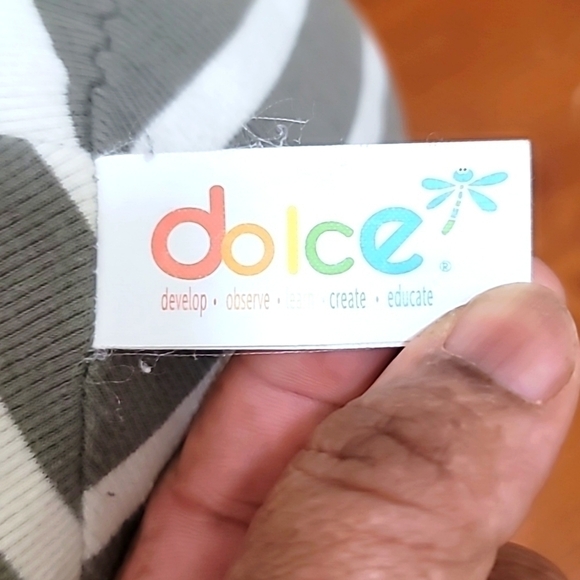 dolce ®
develop · observe · learn · create · educate